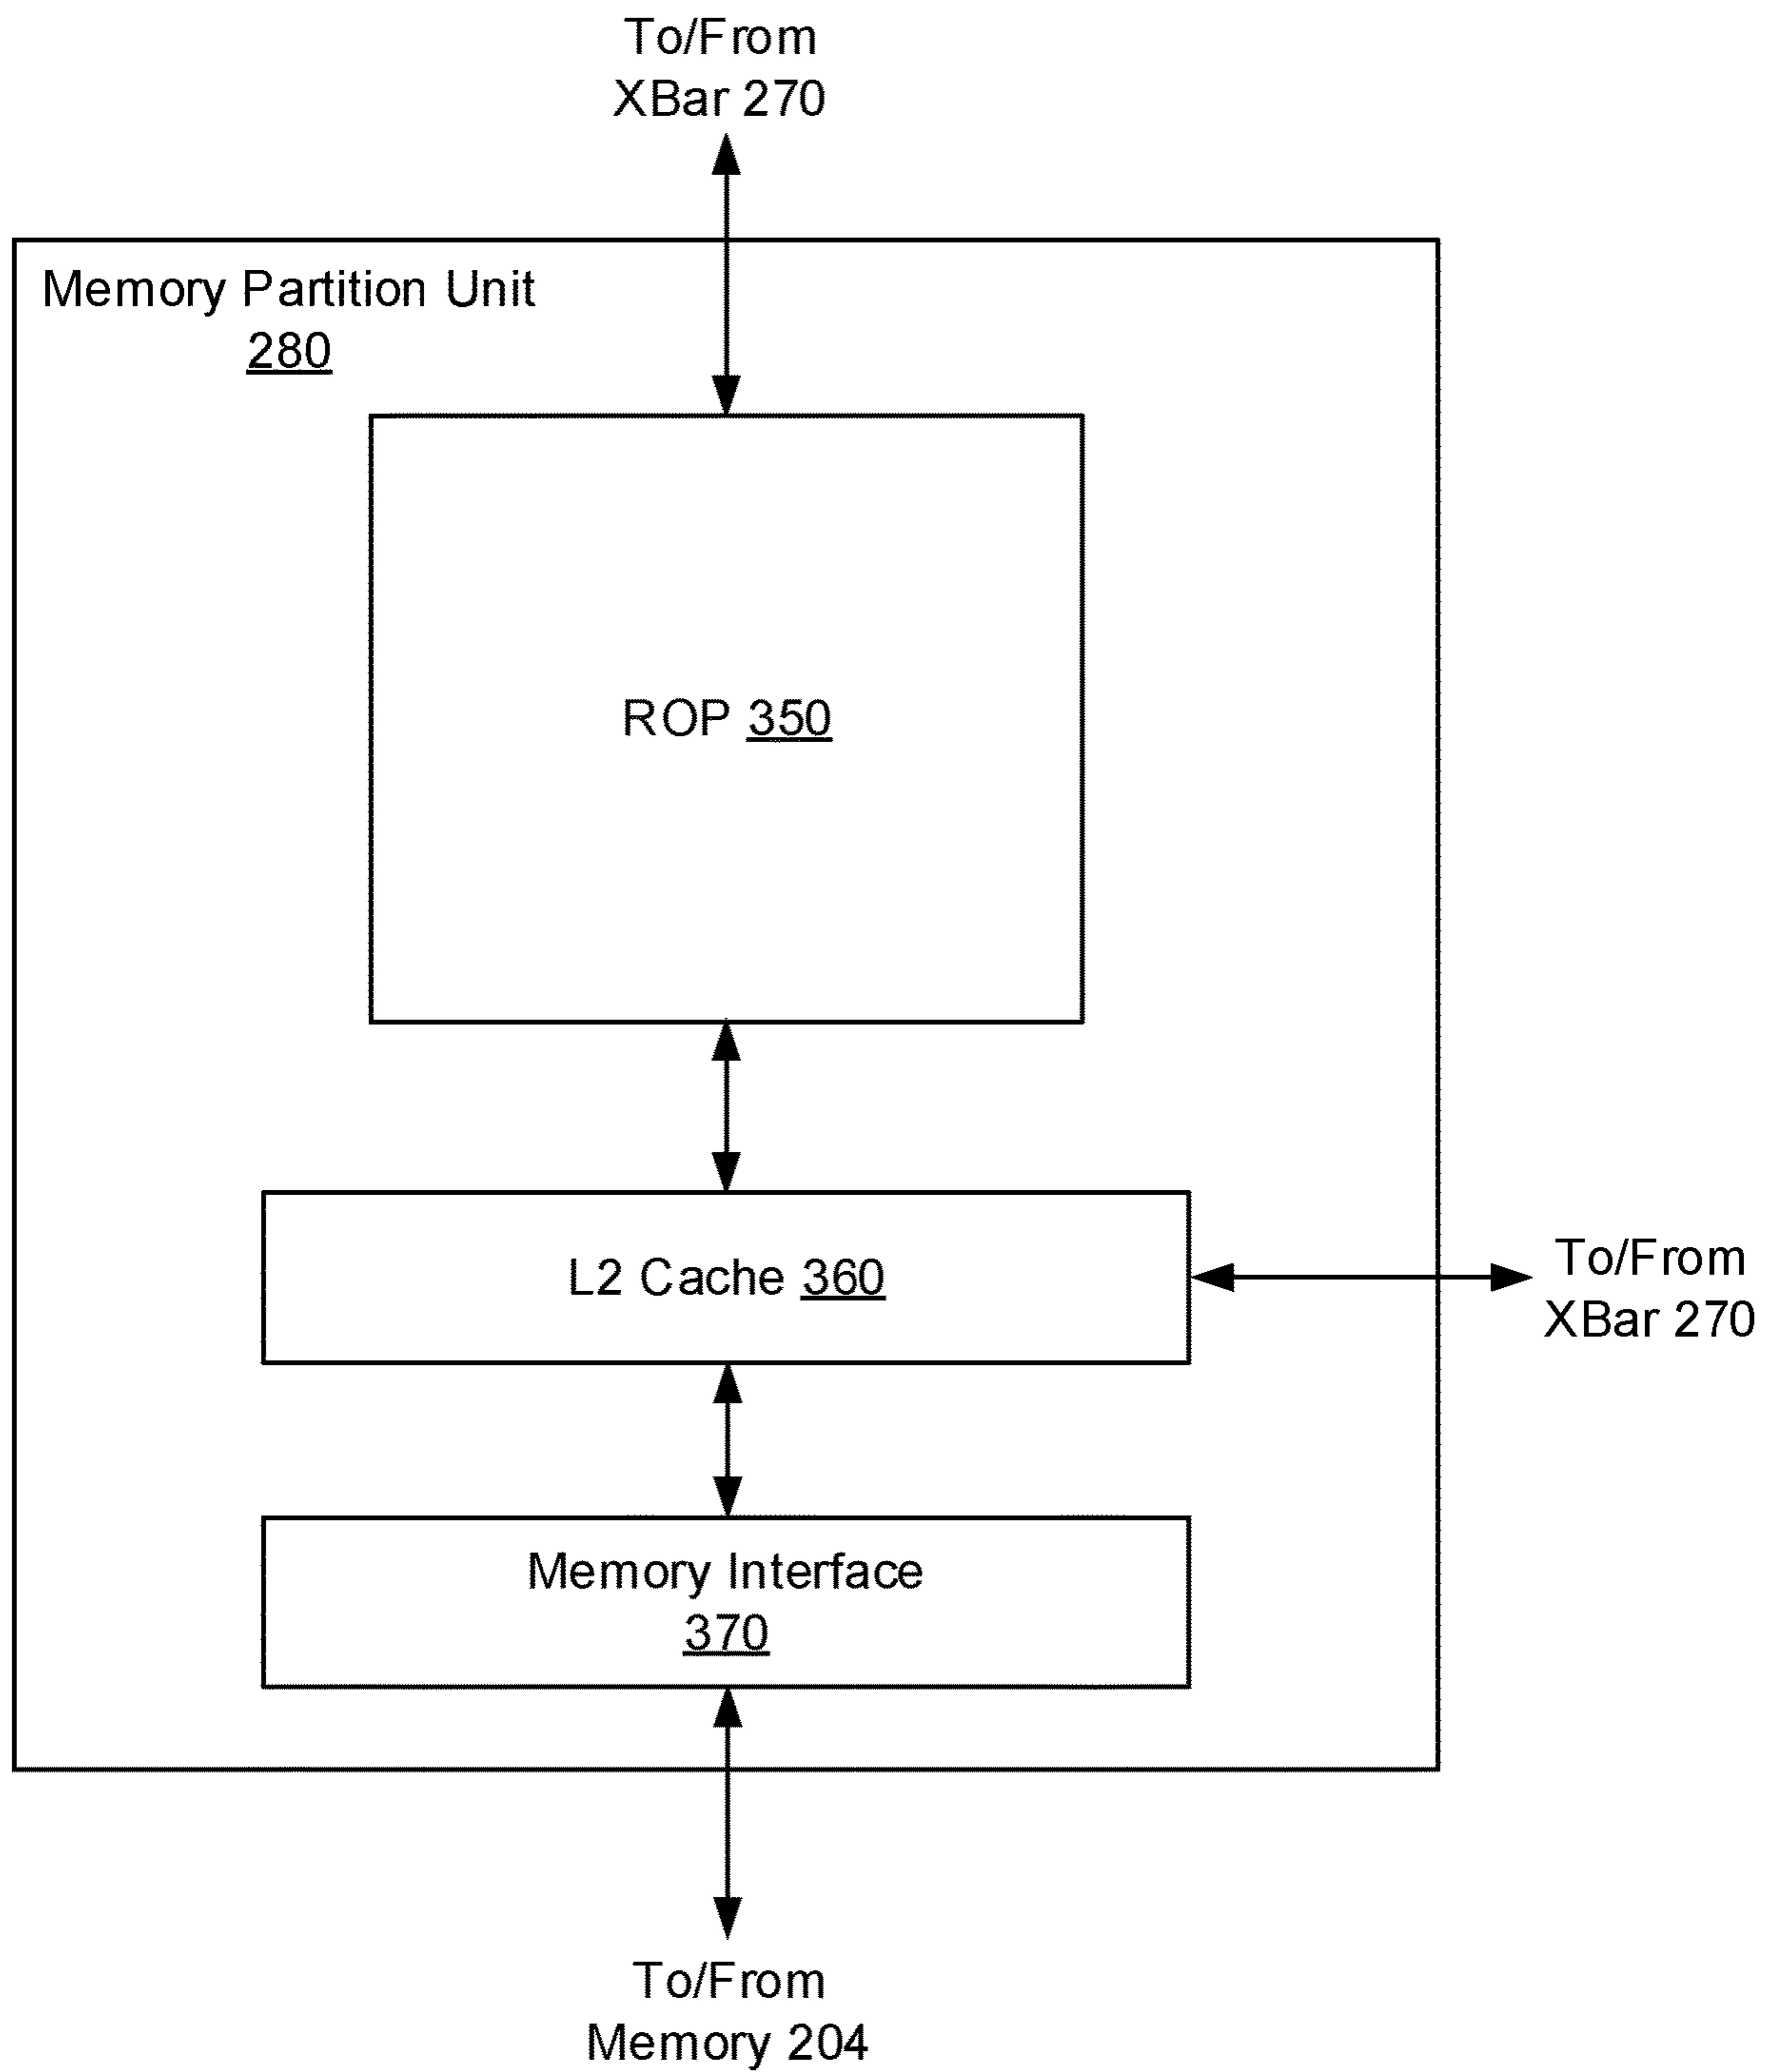 To/From
XBar 270
Memory Partition Unit
280
ROP 350
L2 Cache 360
To/From
XBar 270
Memory Interface
370
To/From
Memory 204